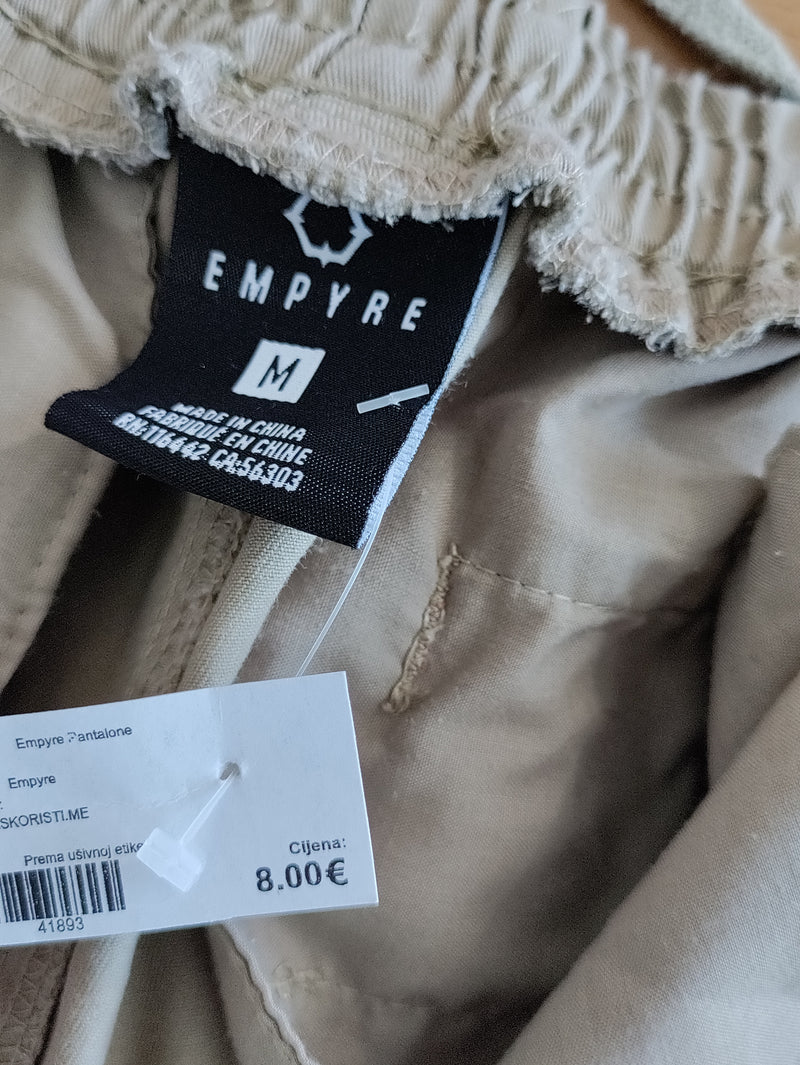 EMPYRE
M
MADE IN CHINA
FABRIQUÉ EN CHINE
RN:116442 CA:56303
Empyre Pantalone
Empyre
SKORISTI.ME
Prema ušivnoj etike
Cijena:
8.00€
41893